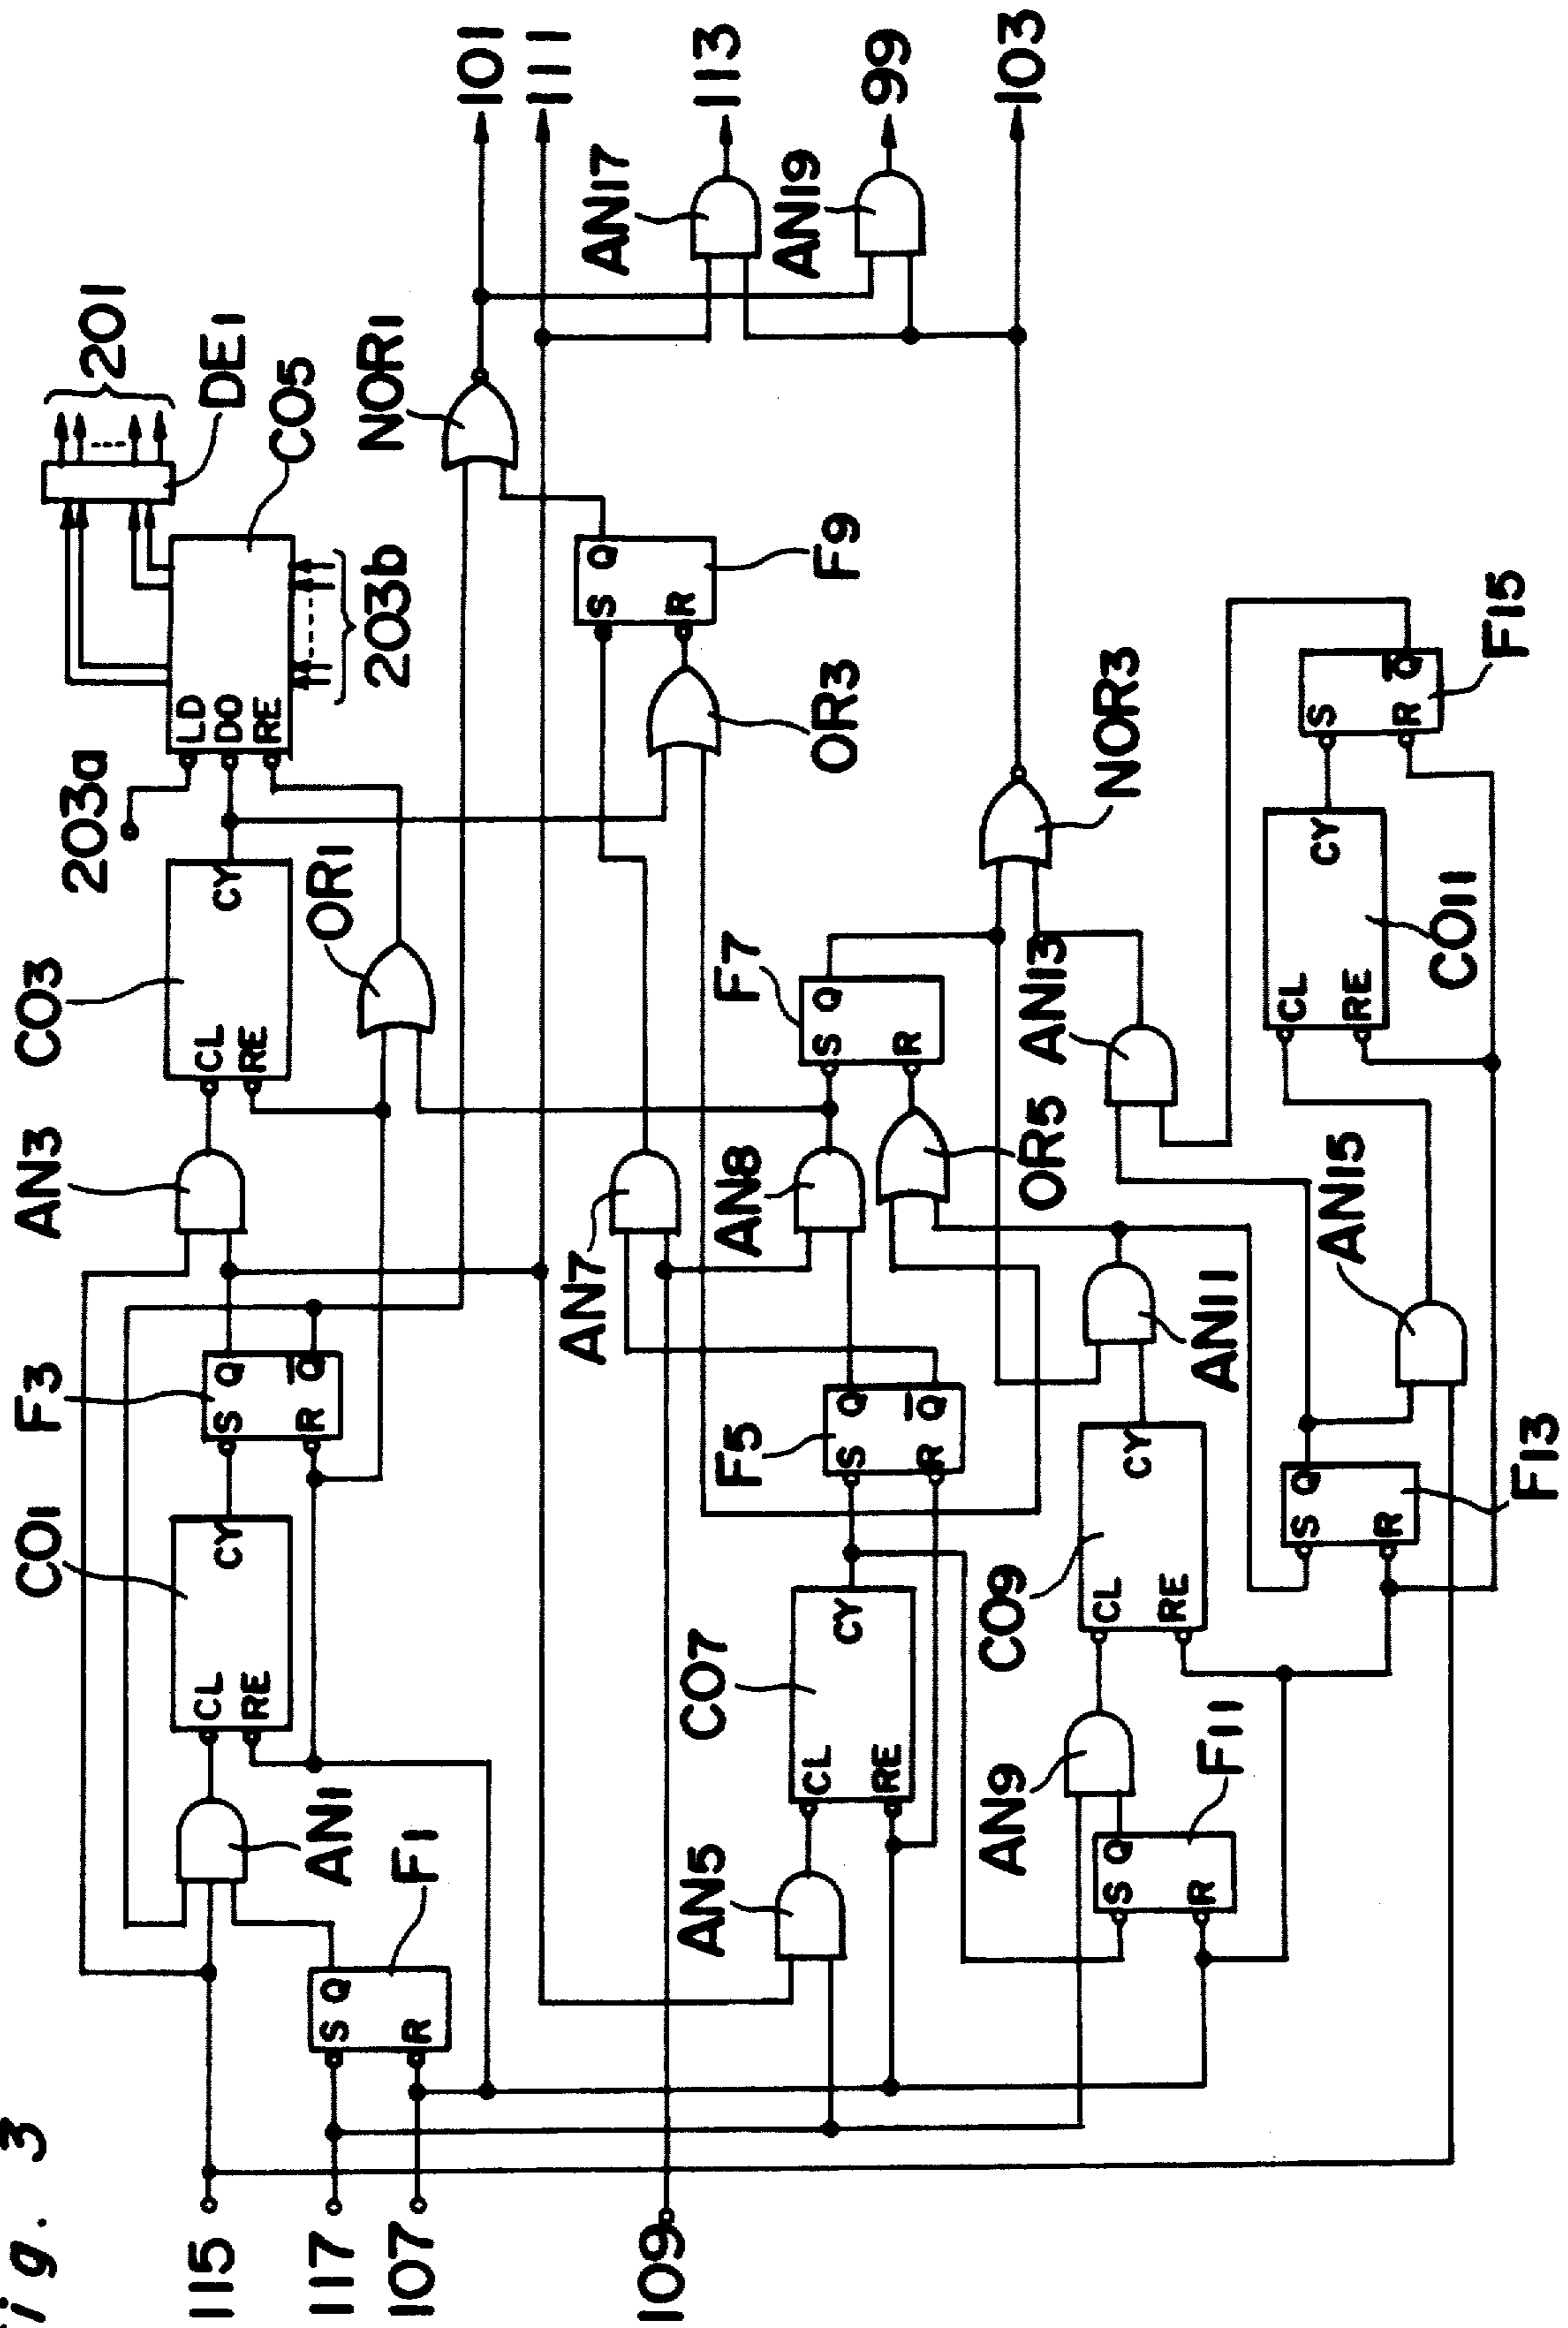 ig. 3
115
117
107
109
AN1
F1
CO1
CL
RE
CY
S
Q
R
F3
S
Q
R
Q
AN3
CO3
CL
RE
CY
OR1
203a
LD
DO
RE
CO5
203b
DE1
201
NOR1
101
111
AN17
113
AN19
99
103
AN5
CO7
CL
RE
CY
F5
S
Q
R
Q
AN7
AN8
OR5
F7
S
Q
R
OR3
F9
S
Q
R
NOR3
AN9
F11
S
Q
R
CO9
CL
RE
CY
AN11
AN13
F13
S
Q
R
AN15
CO11
CL
RE
CY
F15
S
R
Q